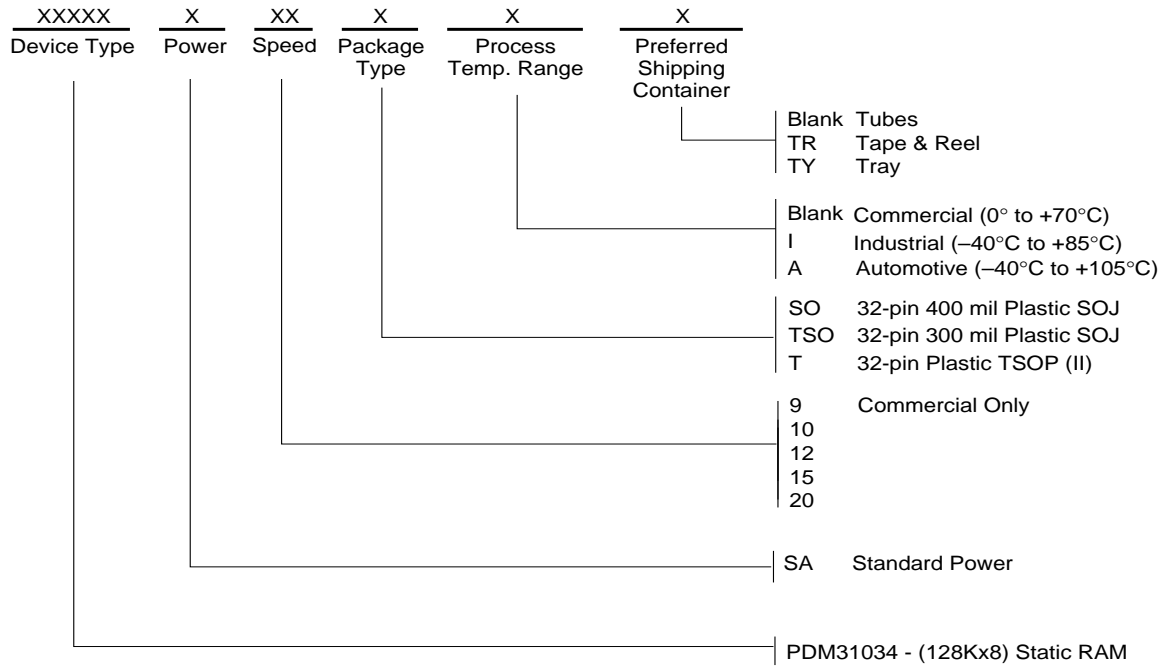 XXXXX X XX X X X
Device Type Power Speed Package Type Process Temp. Range Preferred Shipping Container
Blank Tubes
TR Tape & Reel
TY Tray
Blank Commercial (0° to +70°C)
I Industrial (–40°C to +85°C)
A Automotive (–40°C to +105°C)
SO 32-pin 400 mil Plastic SOJ
TSO 32-pin 300 mil Plastic SOJ
T 32-pin Plastic TSOP (II)
9 Commercial Only
10
12
15
20
SA Standard Power
PDM31034 - (128Kx8) Static RAM